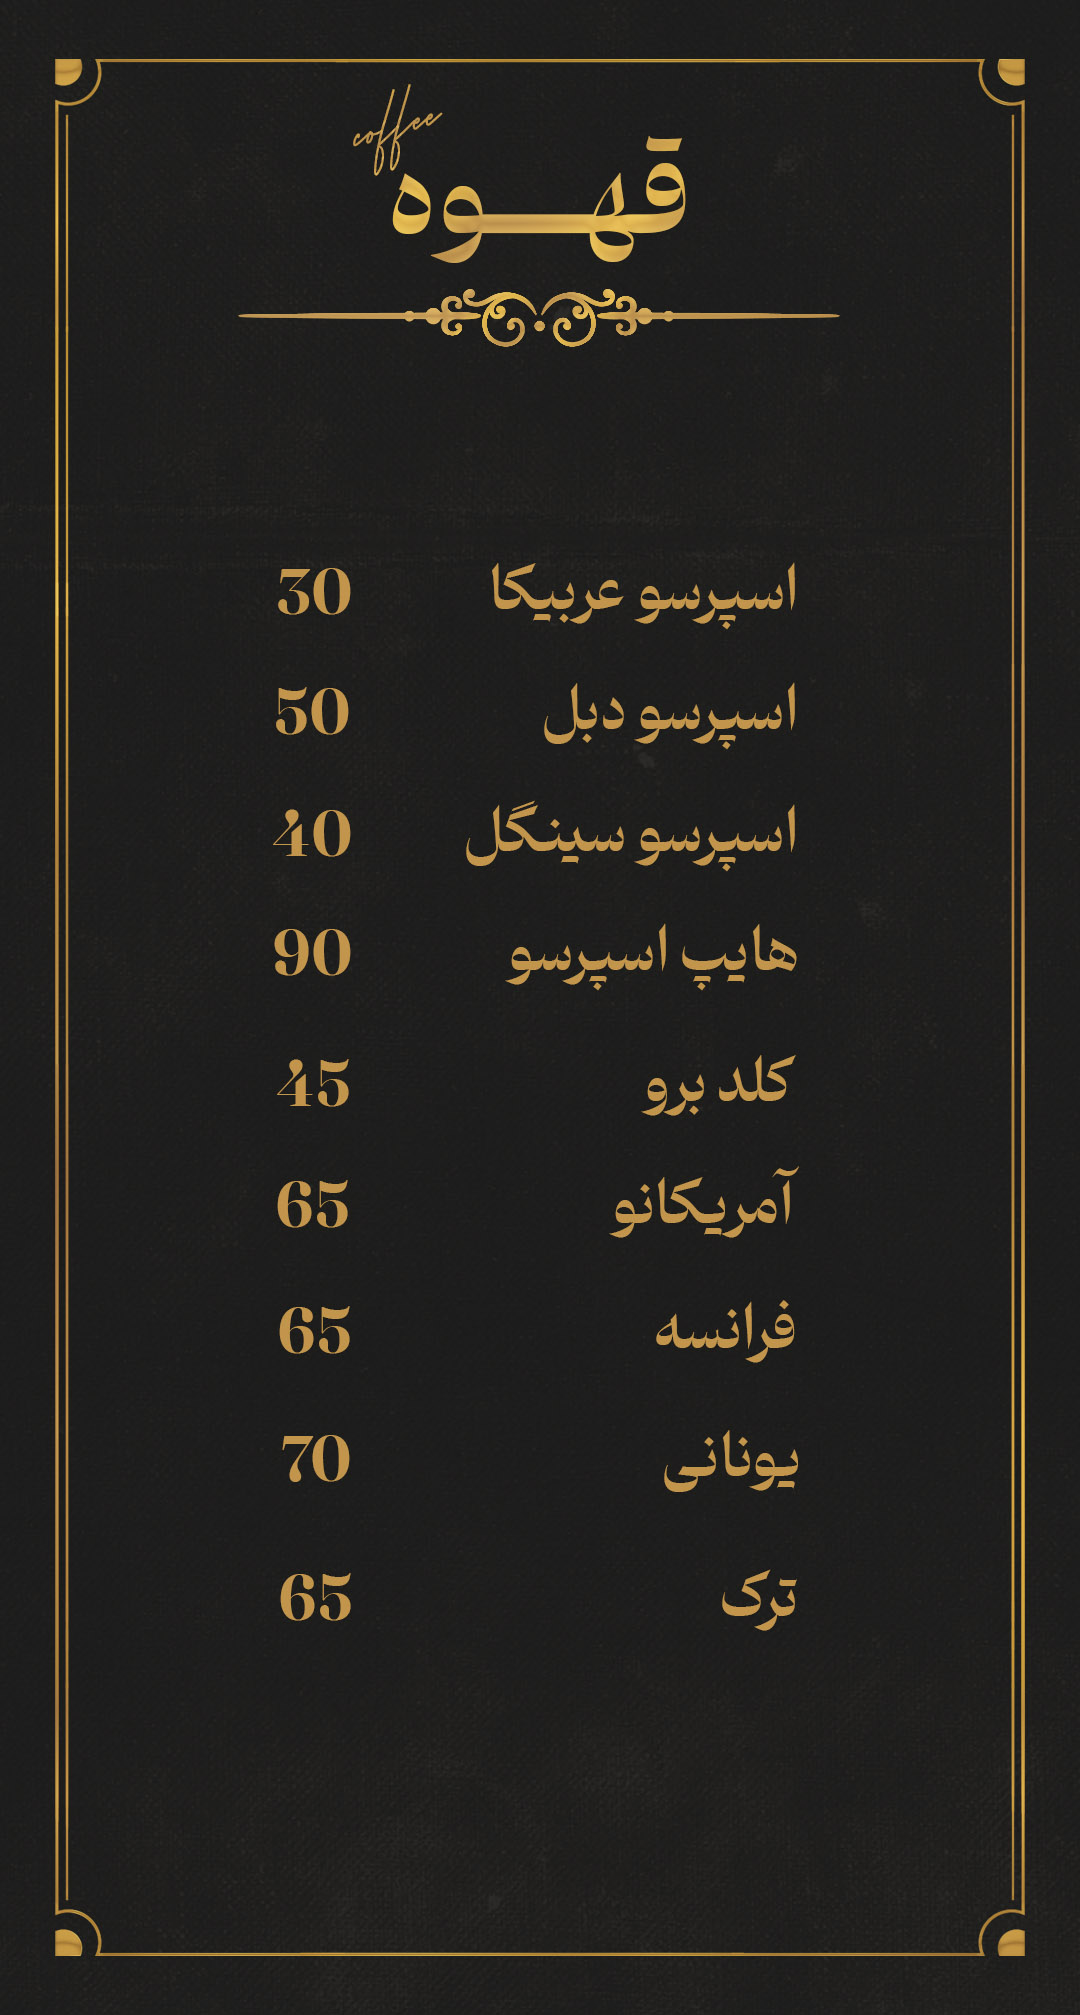 coffee
قهوه
اسپرسو عربیکا 30
اسپرسو دبل 50
اسپرسو سینگل 40
هایپ اسپرسو 90
کلد برو 45
آمریکانو 65
فرانسه 65
یونانی 70
ترک 65